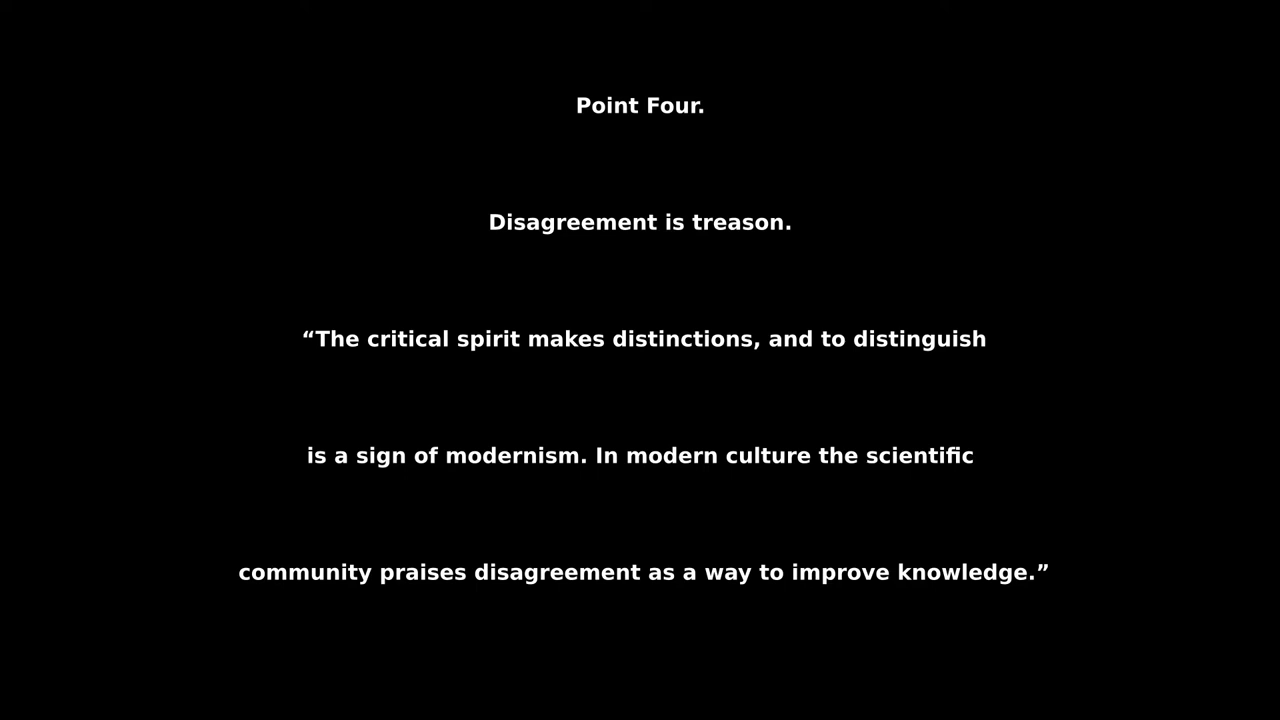 Point Four.
Disagreement is treason.
“The critical spirit makes distinctions, and to distinguish
is a sign of modernism. In modern culture the scientific
community praises disagreement as a way to improve knowledge.”